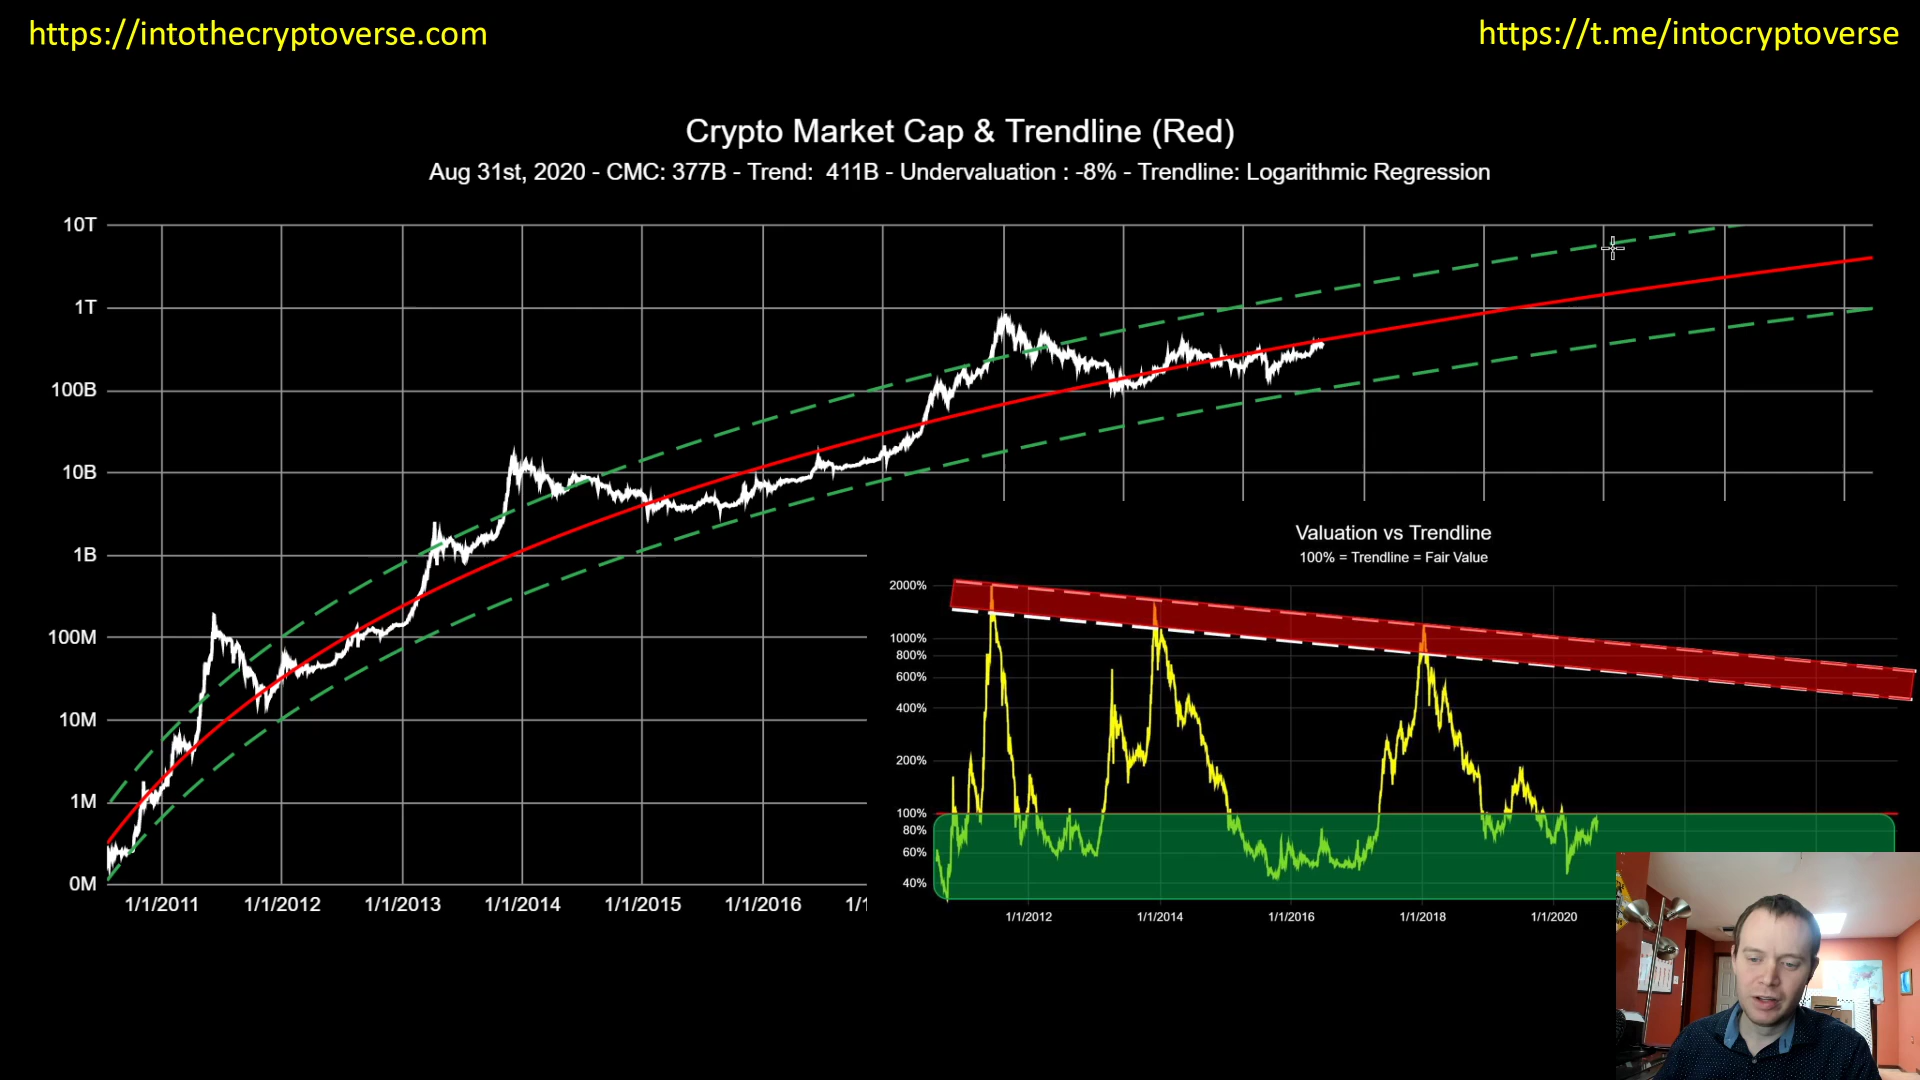 https://intothecryptoverse.com
https://t.me/intocryptoverse
Crypto Market Cap & Trendline (Red)
Aug 31st, 2020 - CMC: 377B - Trend:  411B - Undervaluation : -8% - Trendline: Logarithmic Regression
10T
1T
100B
10B
1B
100M
10M
1M
0M
1/1/2011
1/1/2012
1/1/2013
1/1/2014
1/1/2015
1/1/2016
1/1
Valuation vs Trendline
100% = Trendline = Fair Value
2000%
1000%
800%
600%
400%
200%
100%
80%
60%
40%
1/1/2012
1/1/2014
1/1/2016
1/1/2018
1/1/2020